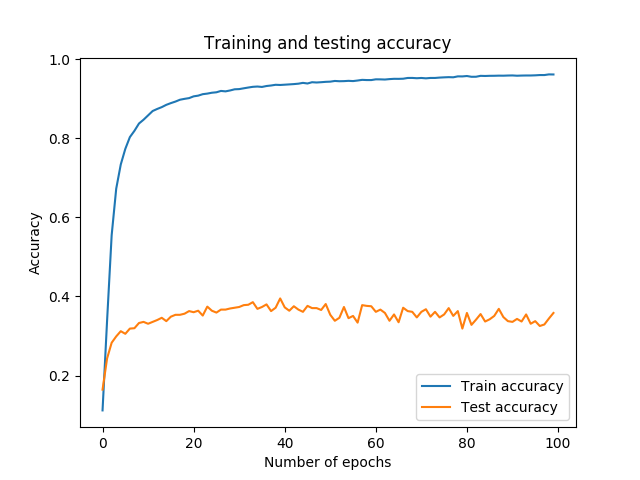 Training and testing accuracy
1.0
0.8
0.6
0.4
0.2
Accuracy
0
20
40
60
80
100
Number of epochs
Train accuracy
Test accuracy